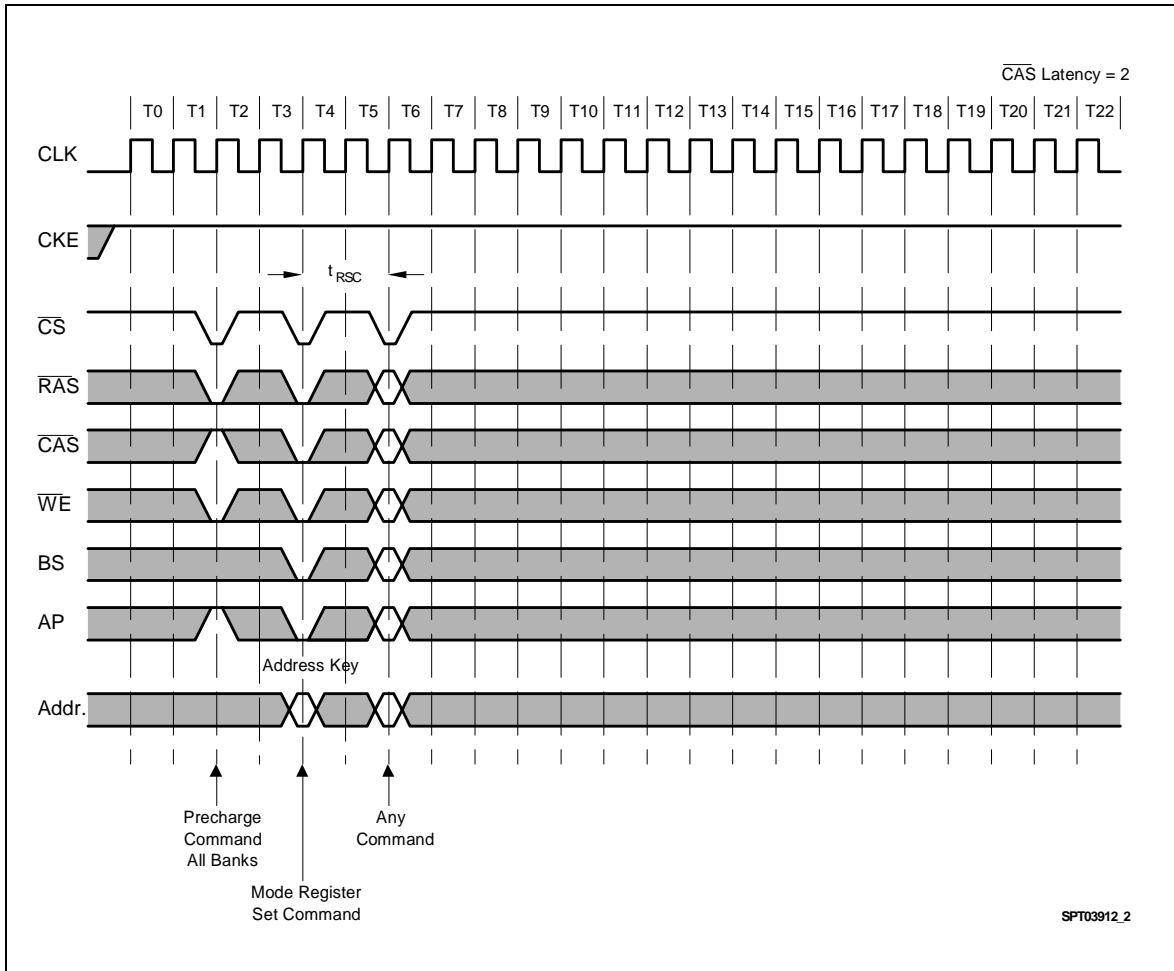 CAS Latency = 2
T0 T1 T2 T3 T4 T5 T6 T7 T8 T9 T10 T11 T12 T13 T14 T15 T16 T17 T18 T19 T20 T21 T22
CLK
CKE
t RSC
CS
RAS
CAS
WE
BS
AP
Address Key
Addr.
Precharge
Command
All Banks
Any
Command
Mode Register
Set Command
SPT03912_2